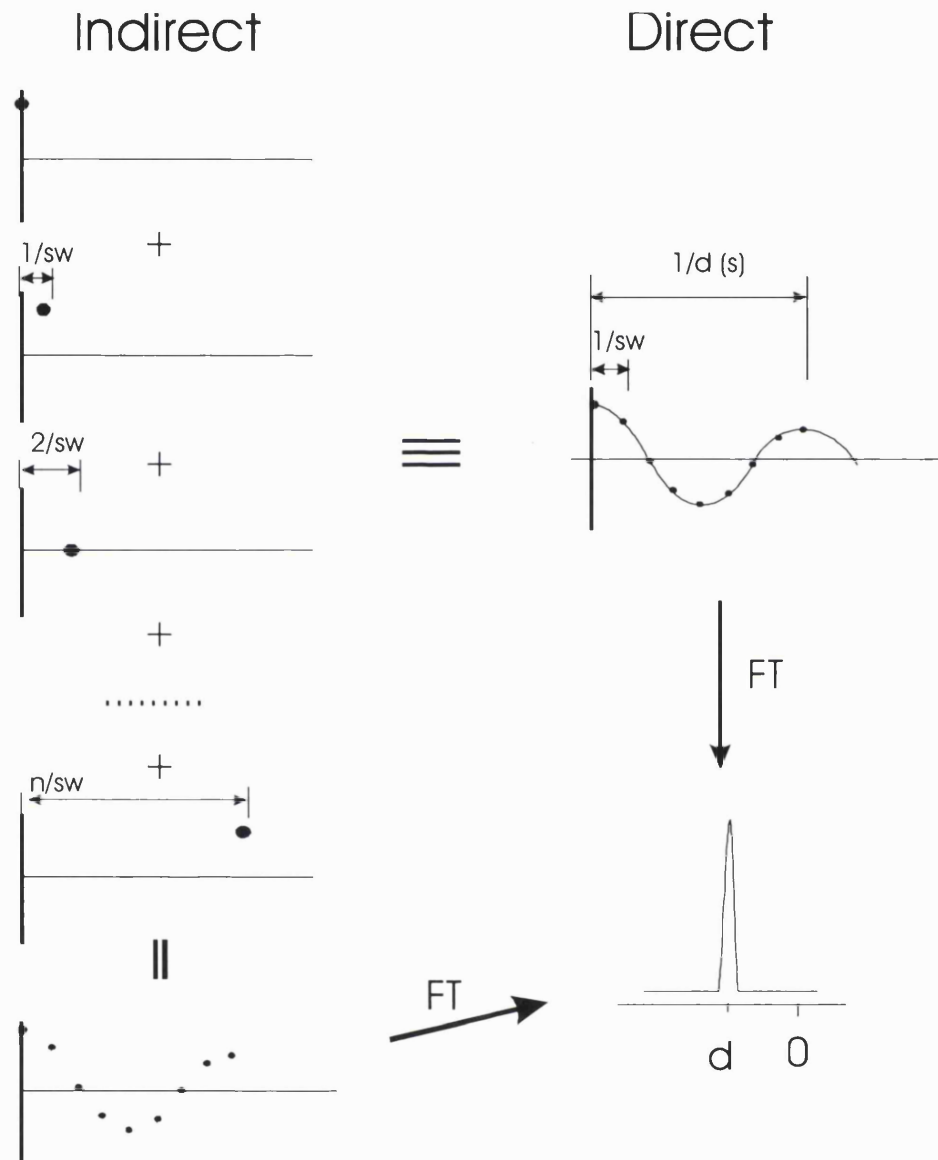 Indirect
Direct
+
1/sw
+
2/sw
+
.........
+
n/sw
=
FT
1/d (s)
1/sw
≡
FT
d 0